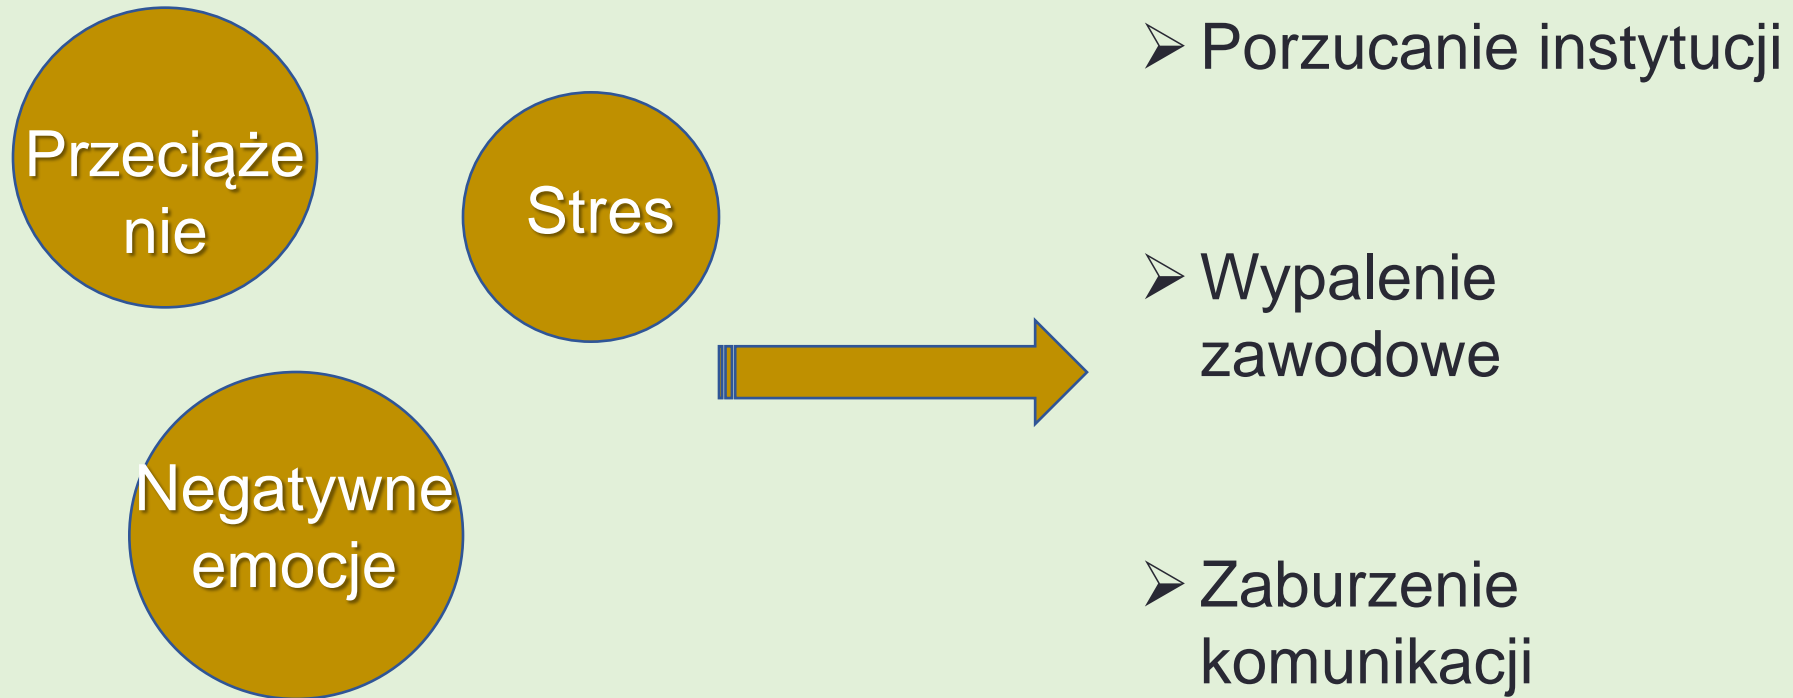 Przeciąże
nie
Stres
Negatywne
emocje
Porzucanie instytucji
Wypalenie
zawodowe
Zaburzenie
komunikacji